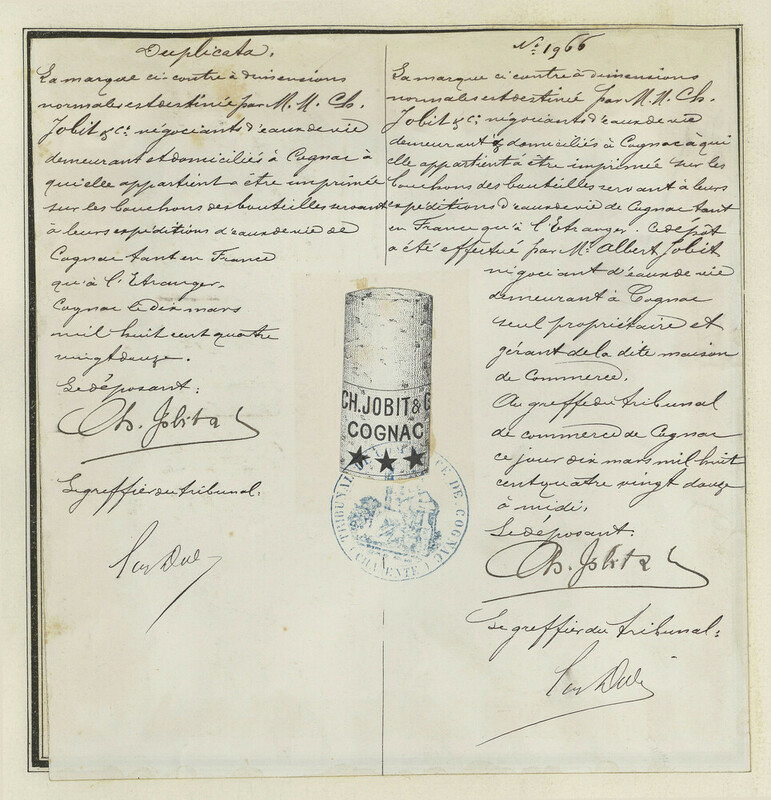 Duplicata.
La marque ci-contre à dimensions
normales est destinée par M.M. Ch.
Jobit & Cie négociants d'eaux de vie
demeurant et domiciliés à Cognac à
qui elle appartient a être imprimée
sur les bouchons des bouteilles servant
à leurs expéditions d'eaux de vie de
Cognac tant en France
qu'à l'Etranger.
Cognac le dix mars
mil huit cent quatre
vingt douze.
Le déposant:
Ch. Jobit &
Le greffier du tribunal:
No. 1966
La marque ci-contre à dimensions
normales est destinée par M.M. Ch.
Jobit & Cie négociants d'eaux de vie
demeurant & domiciliés à Cognac à qui
elle appartient à être imprimée sur les
bouchons des bouteilles servant à leurs
expéditions d'eaux de vie de Cognac tant
en France qu'à l'Etranger. Ce dépôt
a été effectué par Mr. Albert Jobit
négociant d'eaux de vie
demeurant à Cognac
seul propriétaire et
gérant de la dite maison
de Commerce.
Au greffe du tribunal
de commerce de Cognac
ce jour dix mars mil huit
cent quatre vingt douze
à midi.
Le déposant:
Ch. Jobit &
Le greffier du tribunal:
CH. JOBIT & C
COGNAC
TRIBUNAL DE COGNAC
CHARENTE